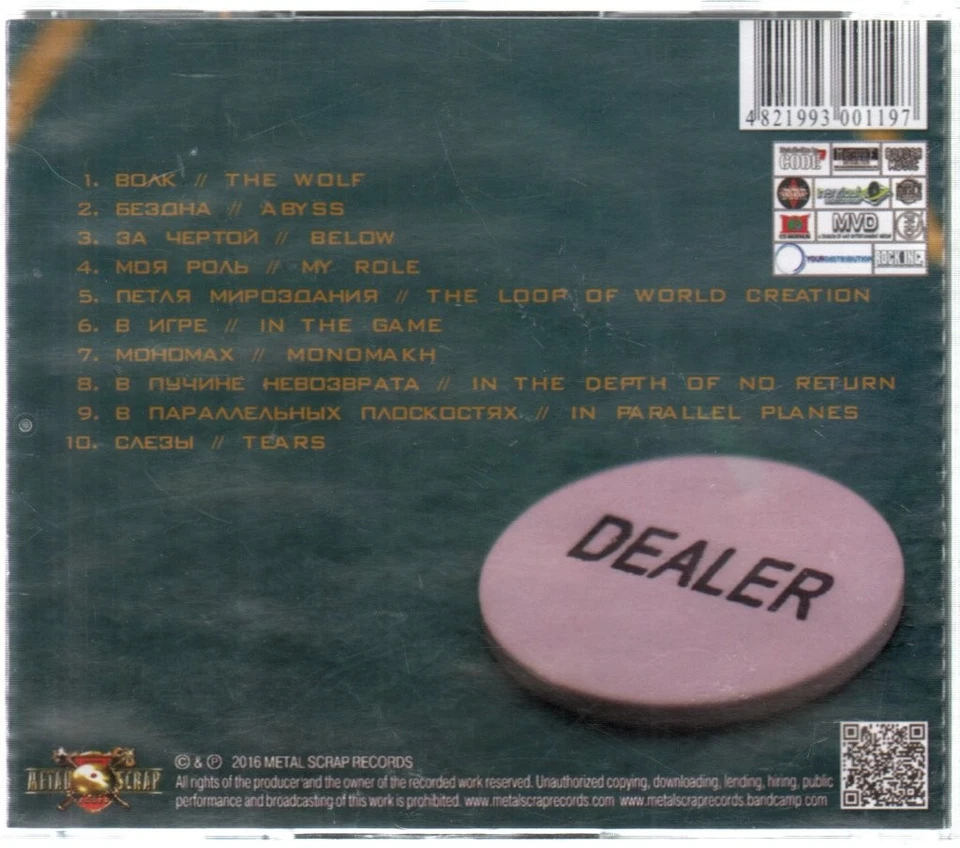 4 821993 001197
CODE 7
MVD
YOURDISTRIBUTION
ROCK INC.
1. ВОЛК // THE WOLF
2. БЕЗДНА // ABYSS
3. ЗА ЧЕРТОЙ // BELOW
4. МОЯ РОЛЬ // MY ROLE
5. ПЕТЛЯ МИРОЗДАНИЯ // THE LOOP OF WORLD CREATION
6. В ИГРЕ // IN THE GAME
7. МОНОМАХ // MONOMAKH
8. В ПУЧИНЕ НЕВОЗВРАТА // IN THE DEPTH OF NO RETURN
9. В ПАРАЛЛЕЛЬНЫХ ПЛОСКОСТЯХ // IN PARALLEL PLANES
10. СЛЕЗЫ // TEARS
DEALER
METAL SCRAP
© & ℗ 2016 METAL SCRAP RECORDS
All rights of the producer and the owner of the recorded work reserved. Unauthorized copying, downloading, lending, hiring, public
performance and broadcasting of this work is prohibited. www.metalscraprecords.com www.metalscraprecords.bandcamp.com